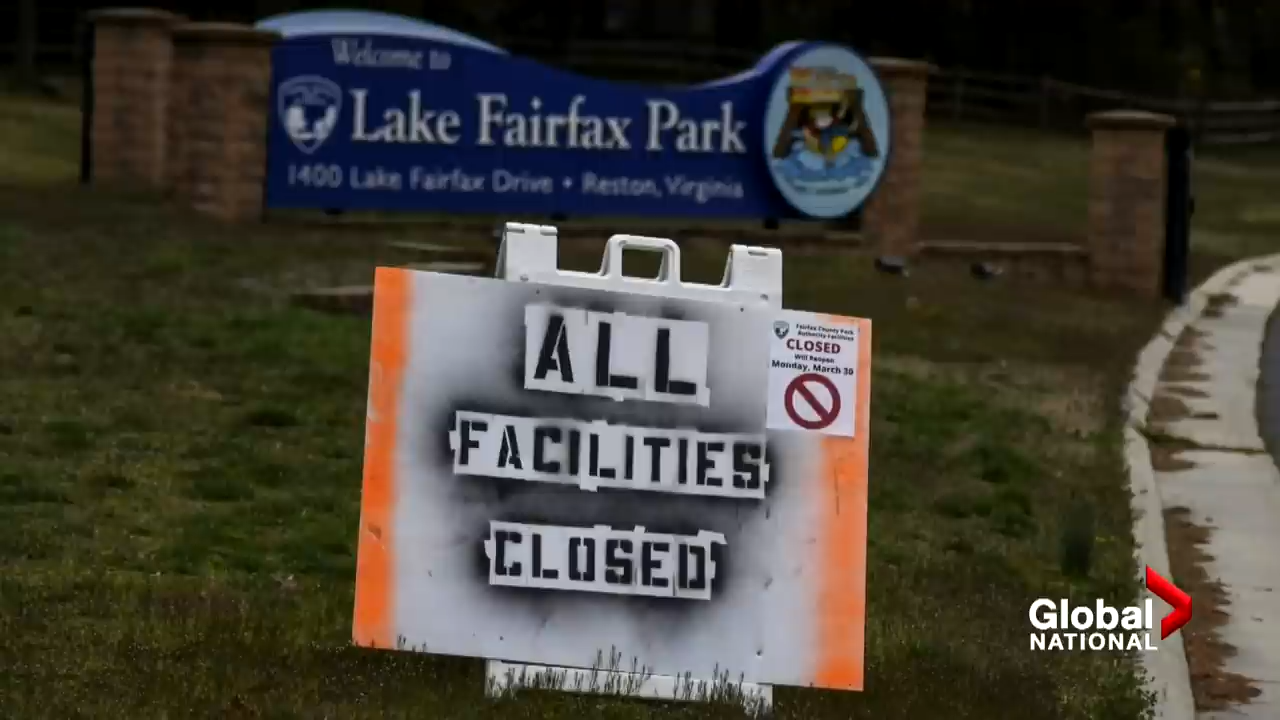 Welcome to
Lake Fairfax Park
1400 Lake Fairfax Drive • Reston, Virginia
ALL
FACILITIES
CLOSED
Fairfax County Park
Authority Facilities
CLOSED
Will Reopen
Monday, March 30
Global
NATIONAL